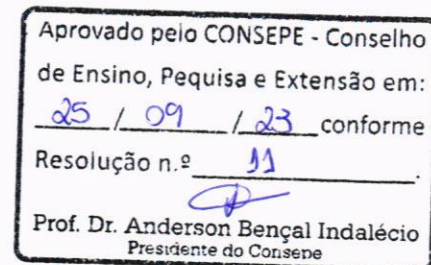 Aprovado pelo CONSEPE - Conselho
de Ensino, Pequisa e Extensão em:
25 / 09 / 23 conforme
Resolução n.º 11.
Prof. Dr. Anderson Bençal Indalécio
Presidente do Consepe